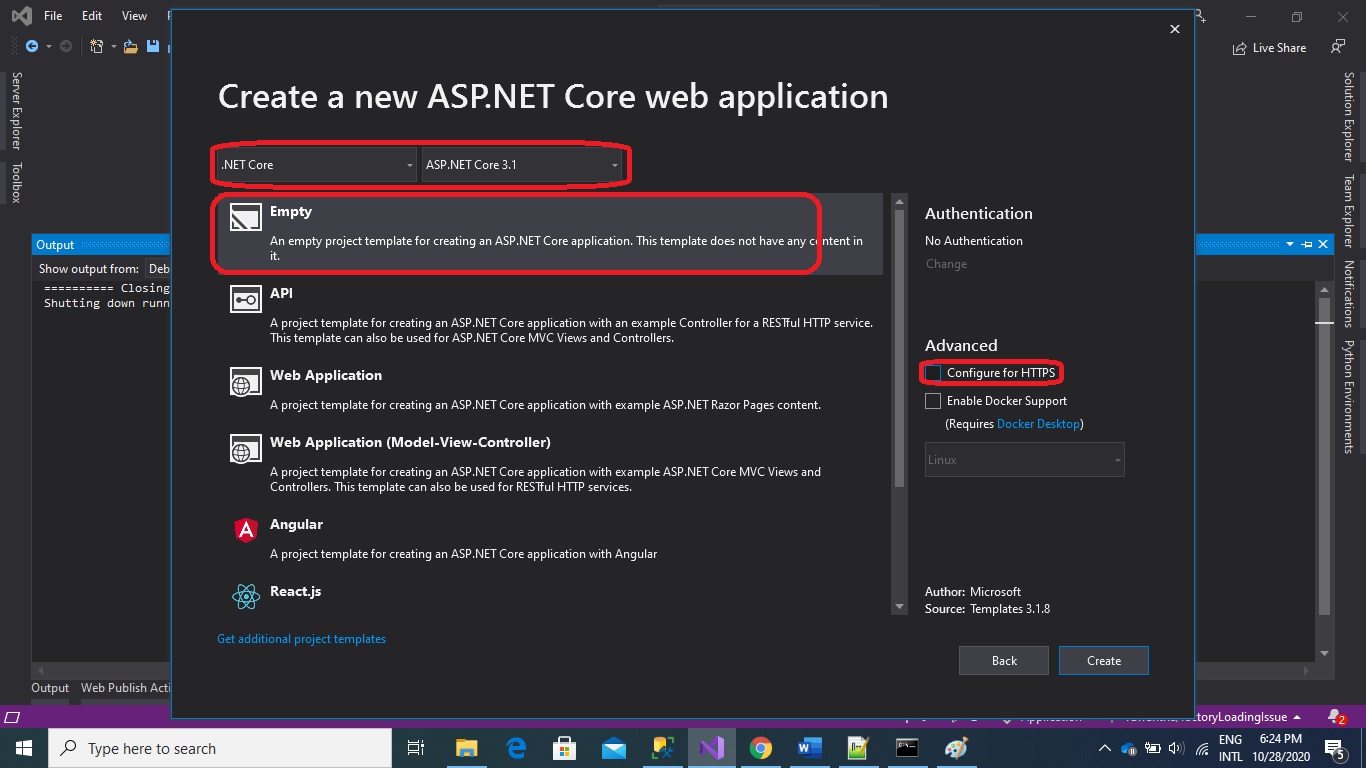 File Edit View
Live Share
Server Explorer
Toolbox
Create a new ASP.NET Core web application
.NET Core
ASP.NET Core 3.1
Empty
An empty project template for creating an ASP.NET Core application. This template does not have any content in
it.
API
A project template for creating an ASP.NET Core application with an example Controller for a RESTful HTTP service.
This template can also be used for ASP.NET Core MVC Views and Controllers.
Web Application
A project template for creating an ASP.NET Core application with example ASP.NET Razor Pages content.
Web Application (Model-View-Controller)
A project template for creating an ASP.NET Core application with example ASP.NET Core MVC Views and
Controllers. This template can also be used for RESTful HTTP services.
Angular
A project template for creating an ASP.NET Core application with Angular
React.js
Get additional project templates
Authentication
No Authentication
Change
Advanced
Configure for HTTPS
Enable Docker Support
(Requires Docker Desktop)
Linux
Author: Microsoft
Source: Templates 3.1.8
Back
Create
Output
Show output from: Deb
========== Closing
Shutting down runn
Output Web Publish Acti
Solution Explorer
Team Explorer
Notifications
Python Environments
ctoryLoadingIssue
2
Type here to search
ENG
INTL
6:24 PM
10/28/2020
5